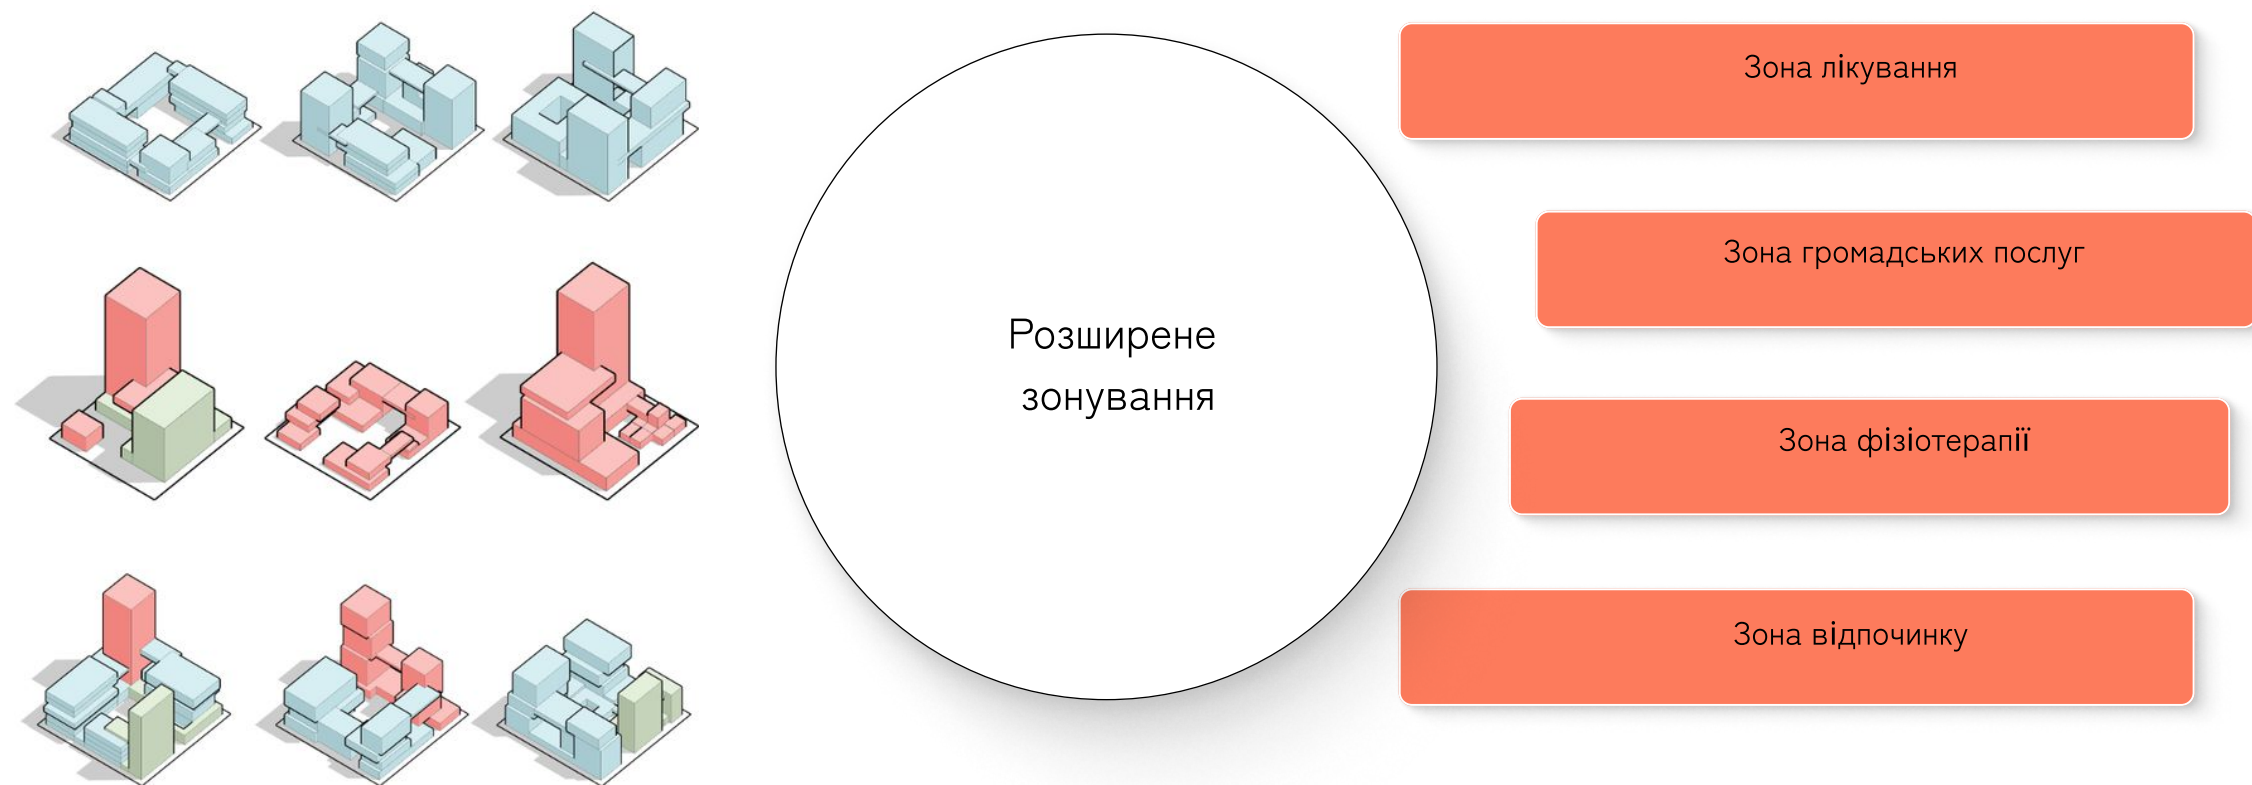 Розширене
зонування
Зона лікування
Зона громадських послуг
Зона фізіотерапії
Зона відпочинку